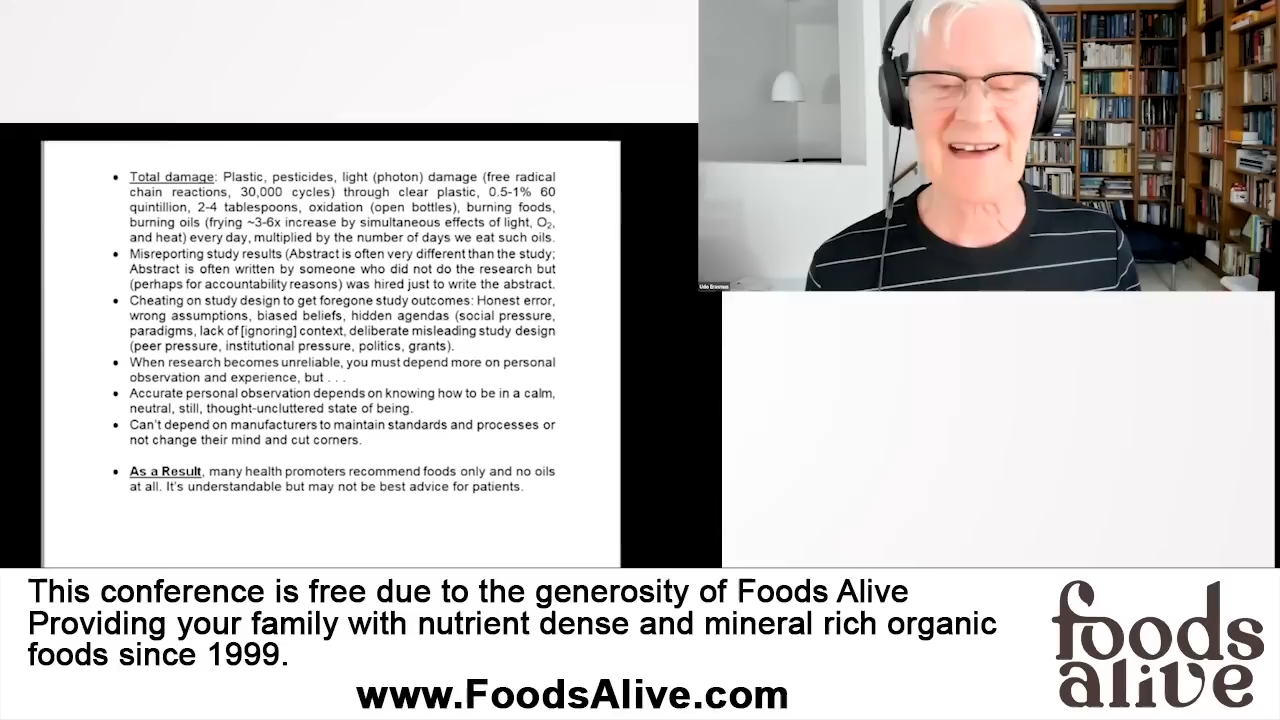 • Total damage: Plastic, pesticides, light (photon) damage (free radical
chain reactions, 30,000 cycles) through clear plastic, 0.5-1% 60
quintillion, 2-4 tablespoons, oxidation (open bottles), burning foods,
burning oils (frying ~3-6x increase by simultaneous effects of light, O₂,
and heat) every day, multiplied by the number of days we eat such oils.
• Misreporting study results (Abstract is often very different than the study;
Abstract is often written by someone who did not do the research but
(perhaps for accountability reasons) was hired just to write the abstract.
• Cheating on study design to get foregone study outcomes: Honest error,
wrong assumptions, biased beliefs, hidden agendas (social pressure,
paradigms, lack of [ignoring] context, deliberate misleading study design
(peer pressure, institutional pressure, politics, grants).
• When research becomes unreliable, you must depend more on personal
observation and experience, but . . .
• Accurate personal observation depends on knowing how to be in a calm,
neutral, still, thought-uncluttered state of being.
• Can't depend on manufacturers to maintain standards and processes or
not change their mind and cut corners.
• As a Result, many health promoters recommend foods only and no oils
at all. It's understandable but may not be best advice for patients.
Udo Erasmus
This conference is free due to the generosity of Foods Alive
Providing your family with nutrient dense and mineral rich organic
foods since 1999.
www.FoodsAlive.com
foods
alive